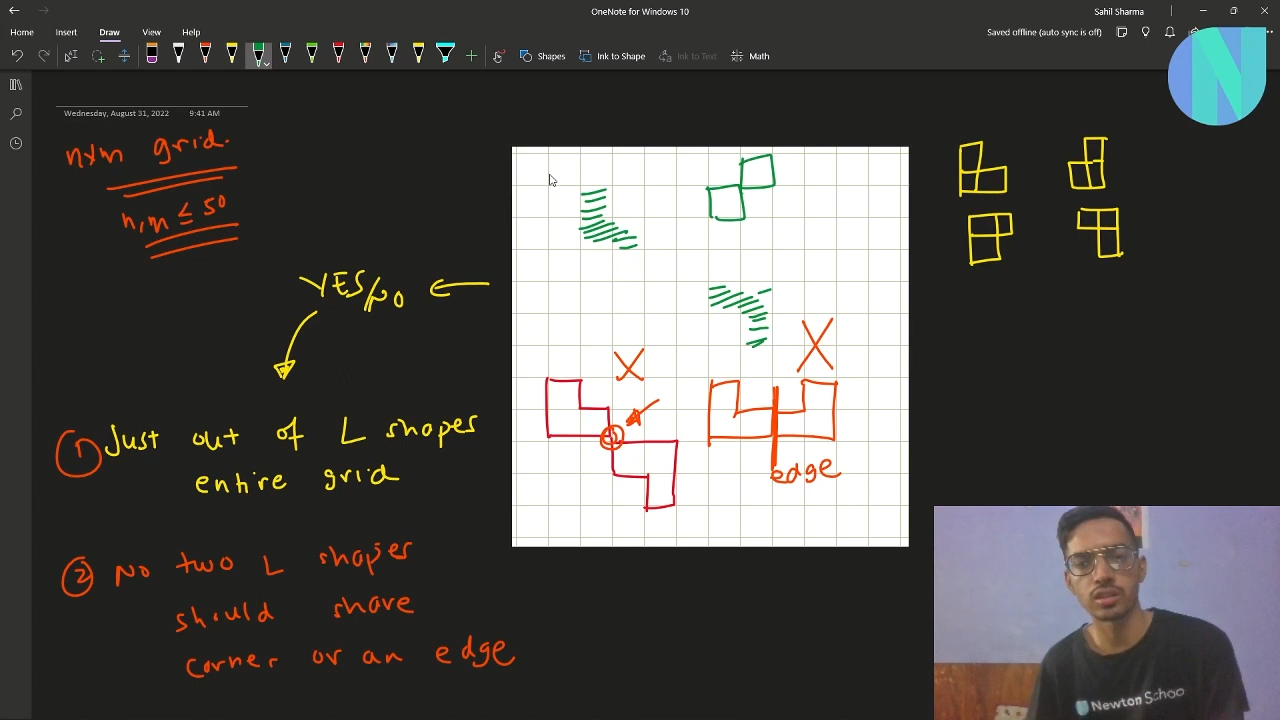 OneNote for Windows 10
Sahil Sharma
Home Insert Draw View Help
Saved offline (auto sync is off)
Shapes Ink to Shape Ink to Text Math
Wednesday, August 31, 2022 9:41 AM
nxm grid.
n,m ≤ 50
YES/NO
① Just out of L shapes
entire grid
② No two L shapes
should share
corner or an edge
X
X
edge
N
Newton School